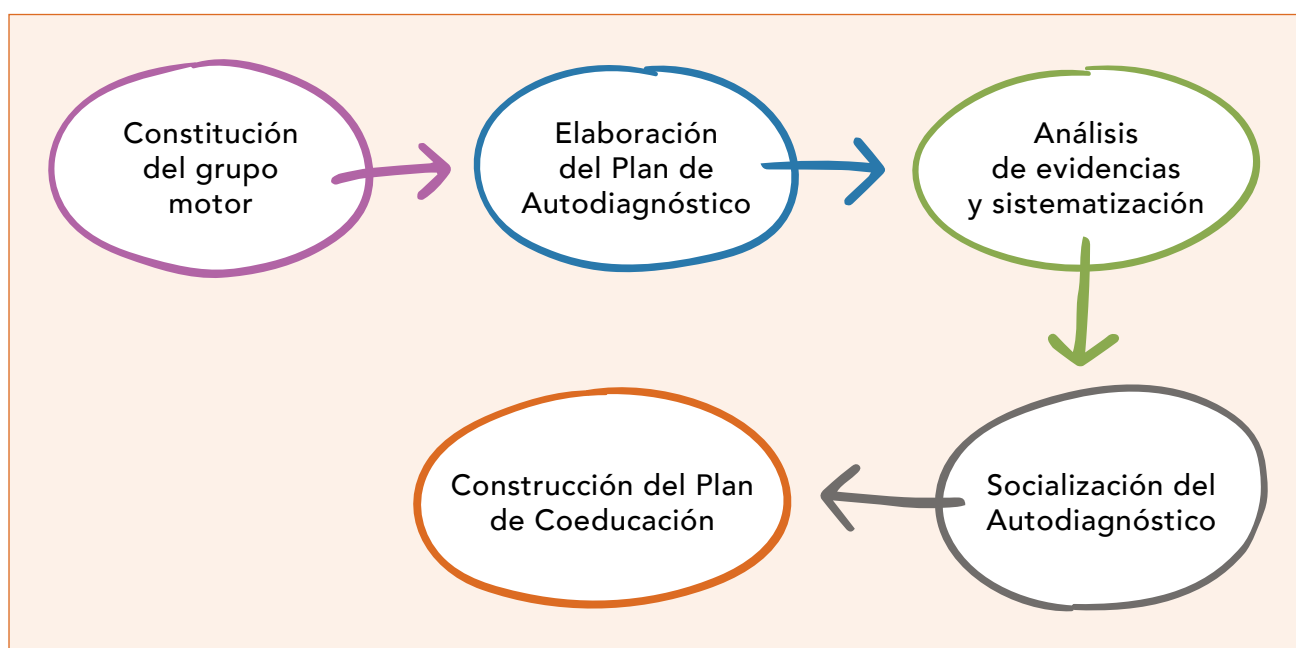 Constitución
del grupo
motor
Elaboración
del Plan de
Autodiagnóstico
Análisis
de evidencias
y sistematización
Socialización del
Autodiagnóstico
Construcción del Plan
de Coeducación